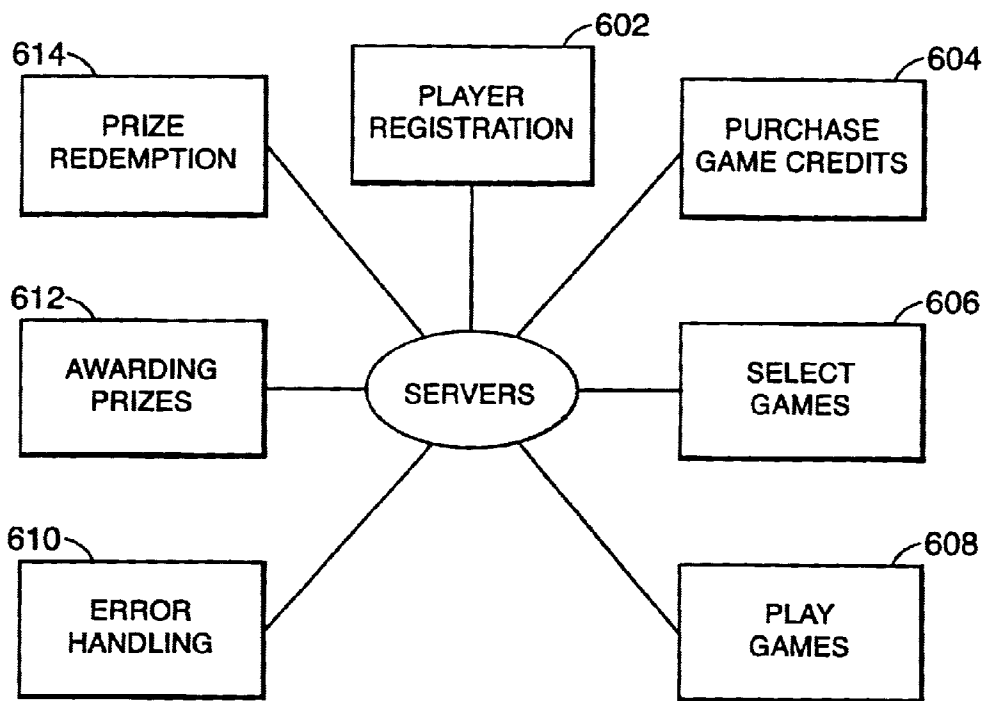 602
PLAYER
REGISTRATION
614
PRIZE
REDEMPTION
604
PURCHASE
GAME CREDITS
612
AWARDING
PRIZES
SERVERS
606
SELECT
GAMES
610
ERROR
HANDLING
608
PLAY
GAMES